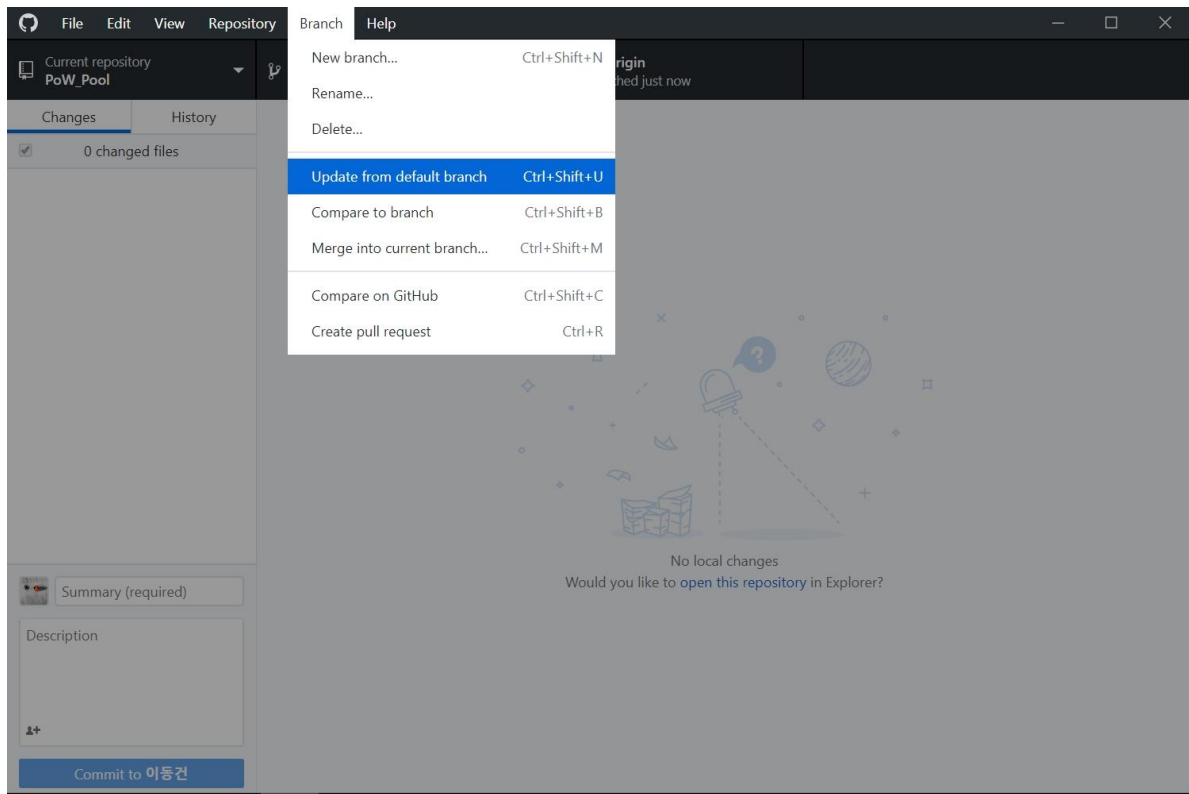 File Edit View Repository Branch Help
Current repository
PoW_Pool
rigin
hed just now
New branch... Ctrl+Shift+N
Rename...
Delete...
Update from default branch Ctrl+Shift+U
Compare to branch Ctrl+Shift+B
Merge into current branch... Ctrl+Shift+M
Compare on GitHub Ctrl+Shift+C
Create pull request Ctrl+R
Changes History
0 changed files
?
No local changes
Would you like to open this repository in Explorer?
Summary (required)
Description
Commit to 이동건